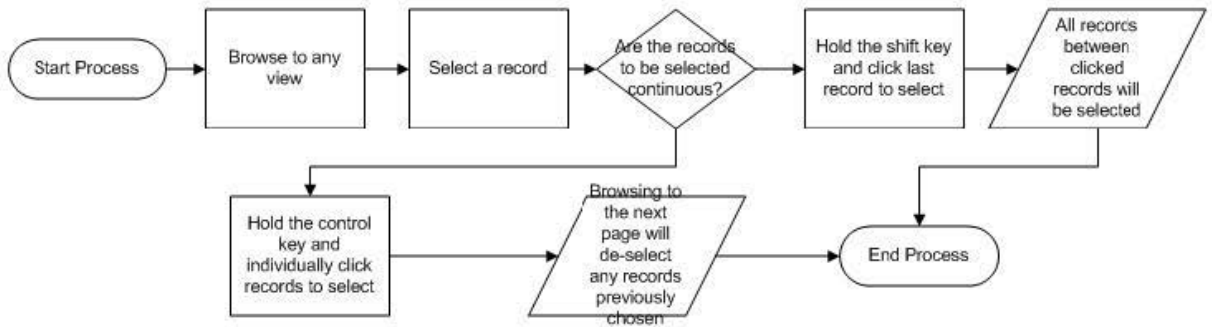 Start Process
Browse to any
view
Select a record
Are the records
to be selected
continuous?
Hold the shift key
and click last
record to select
All records
between
clicked
records will
be selected
Hold the control
key and
individually click
records to select
Browsing to
the next
page will
de-select
any records
previously
chosen
End Process